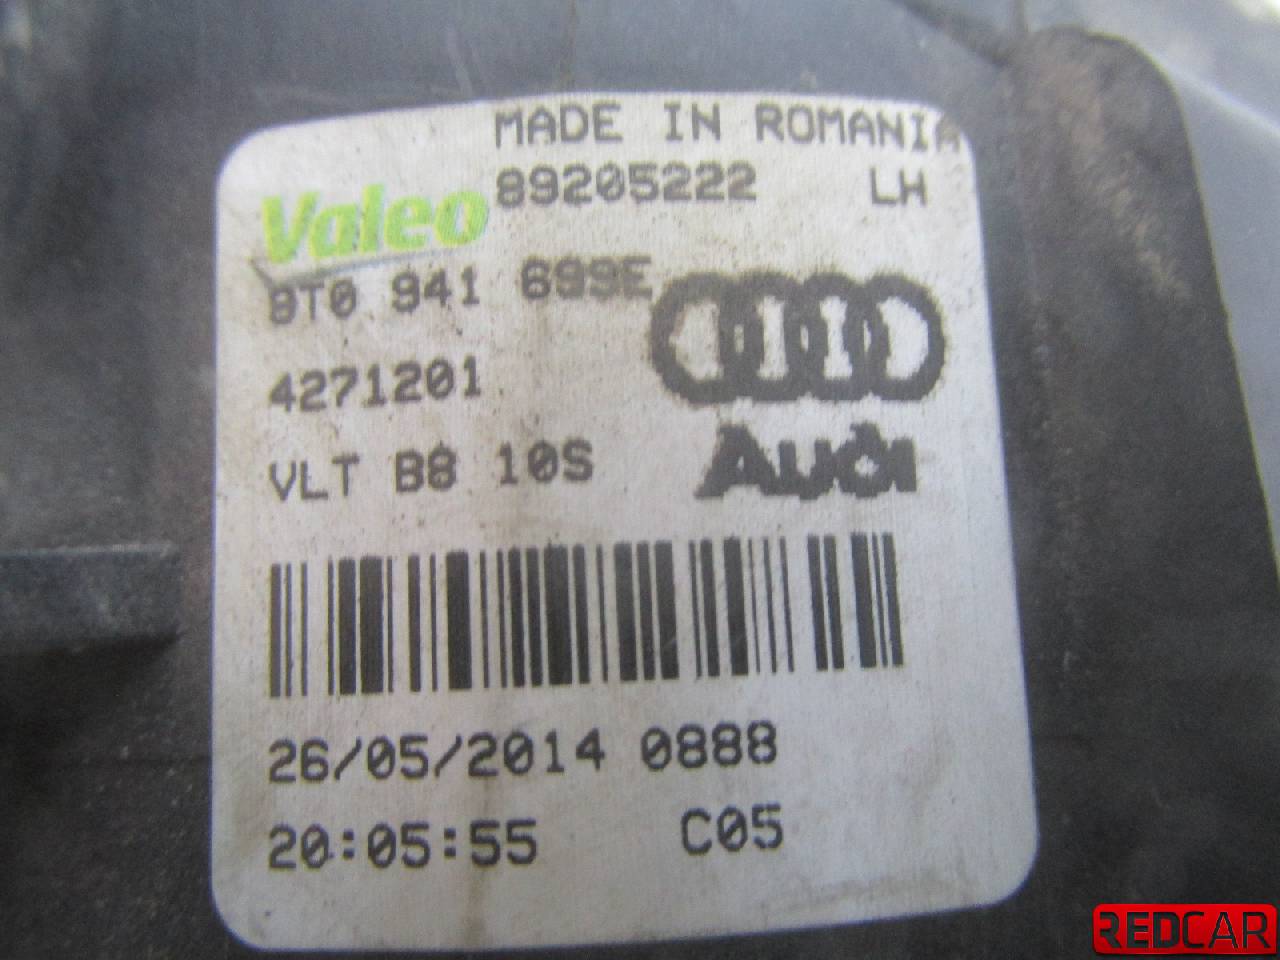 MADE IN ROMANIA
Valeo 89205222 LH
8T0 941 699E
4271201
VLT B8 10S
Audi
26/05/2014 0888
20:05:55 C05
REDCAR